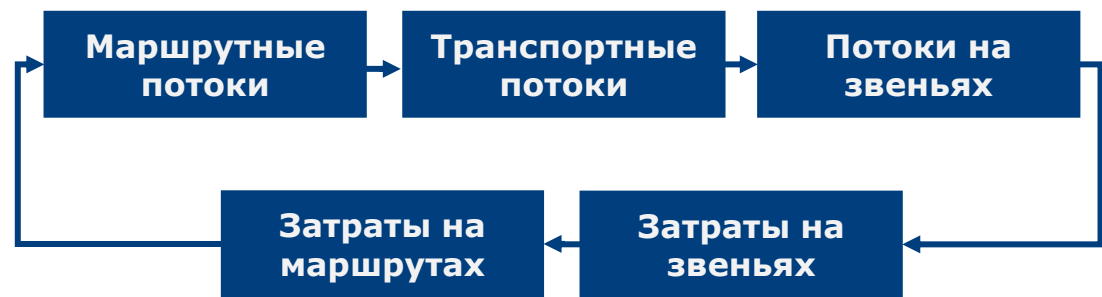 Маршрутные
потоки
Транспортные
потоки
Потоки на
звеньях
Затраты на
маршрутах
Затраты на
звеньях